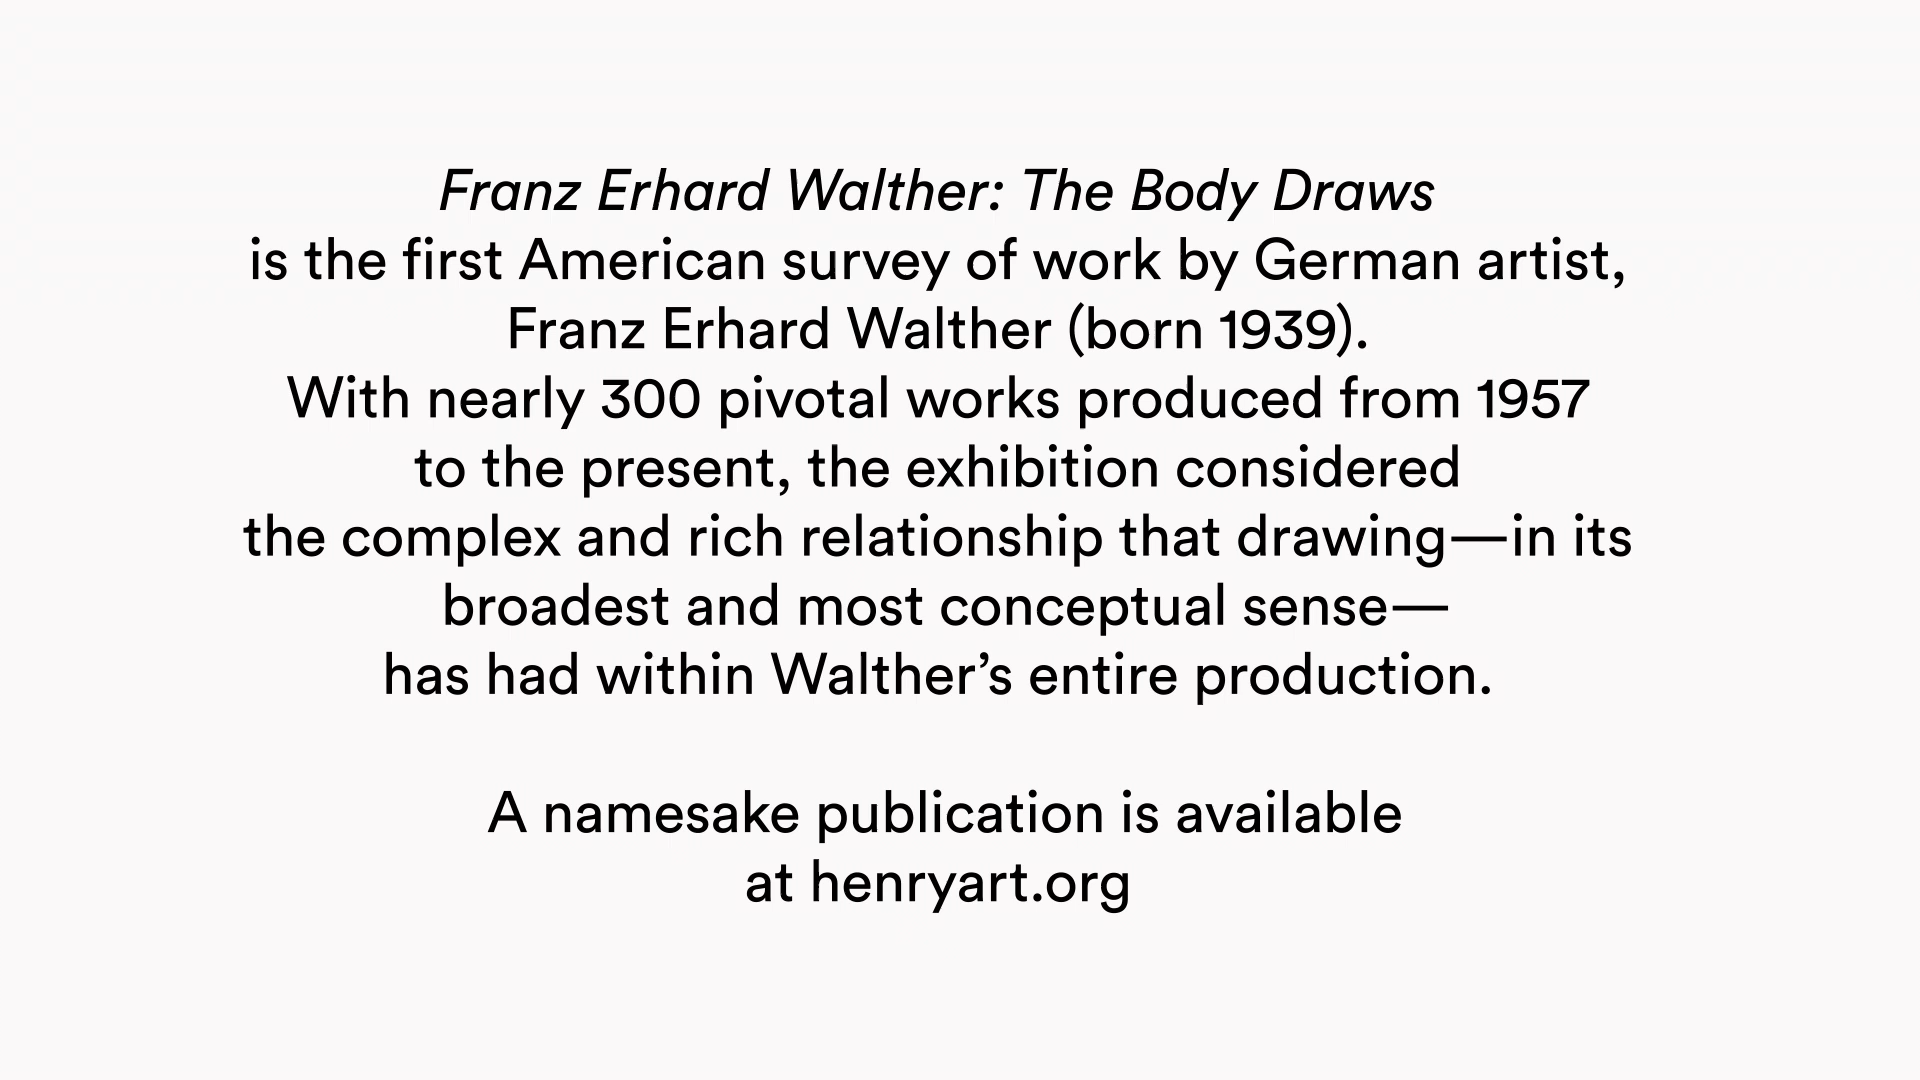 Franz Erhard Walther: The Body Draws
is the first American survey of work by German artist,
Franz Erhard Walther (born 1939).
With nearly 300 pivotal works produced from 1957
to the present, the exhibition considered
the complex and rich relationship that drawing—in its
broadest and most conceptual sense—
has had within Walther’s entire production.
A namesake publication is available
at henryart.org